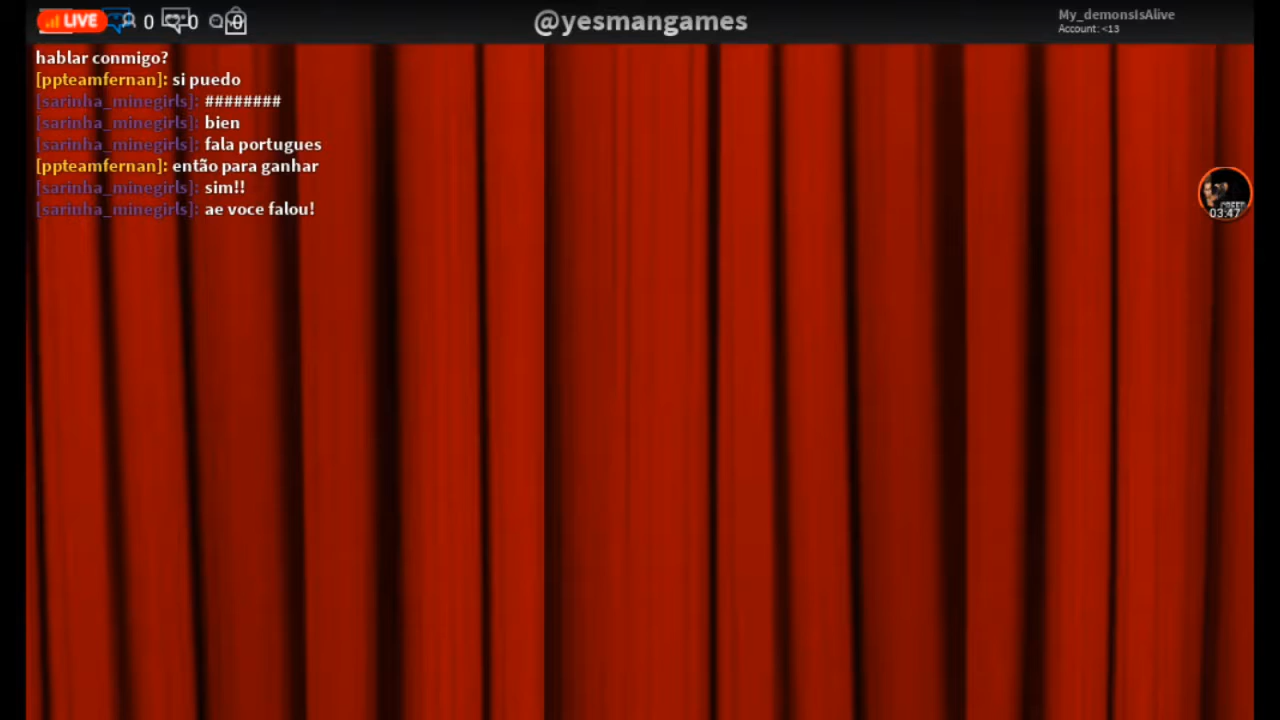 LIVE 0 0 0
@yesmangames
My_demonsIsAlive
Account: <13
hablar conmigo?
[ppteamfernan]: si puedo
[sarinha_minegirls]: ########
[sarinha_minegirls]: bien
[sarinha_minegirls]: fala portugues
[ppteamfernan]: então para ganhar
[sarinha_minegirls]: sim!!
[sarinha_minegirls]: ae voce falou!
03:47